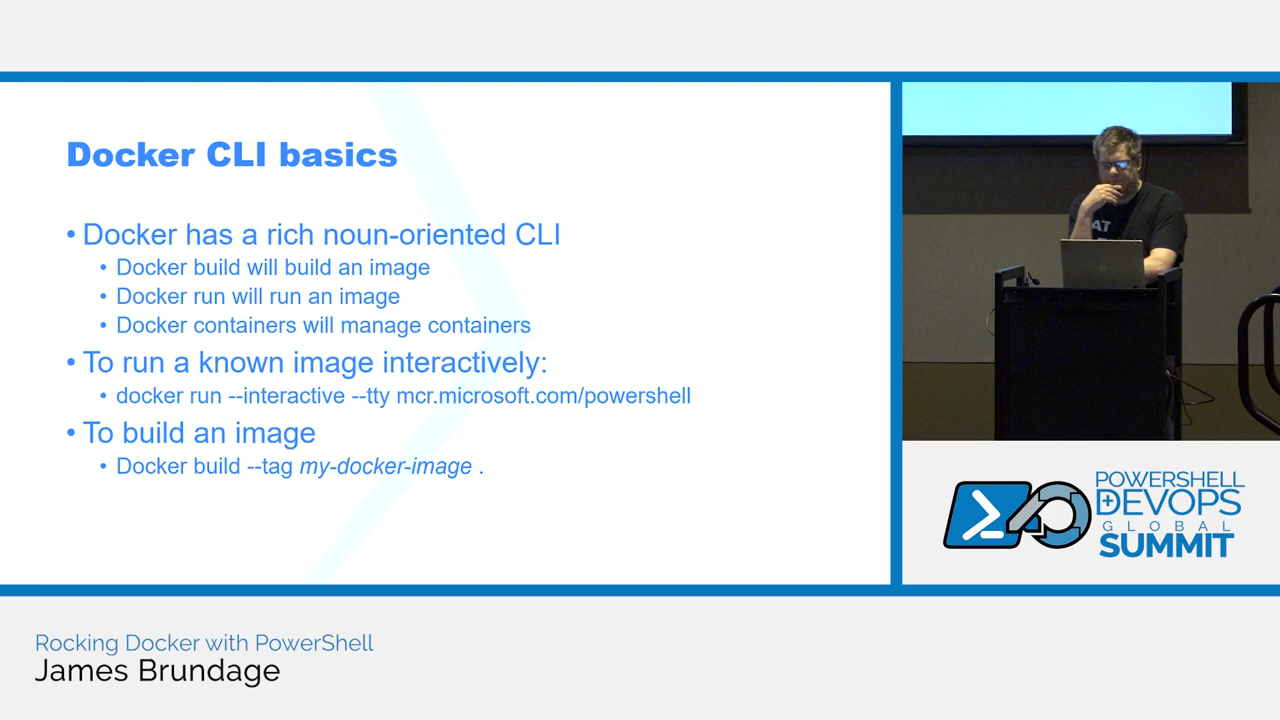 Docker CLI basics
• Docker has a rich noun-oriented CLI
• Docker build will build an image
• Docker run will run an image
• Docker containers will manage containers
• To run a known image interactively:
• docker run --interactive --tty mcr.microsoft.com/powershell
• To build an image
• Docker build --tag my-docker-image .
POWERSHELL
+DEVOPS
GLOBAL
SUMMIT
Rocking Docker with PowerShell
James Brundage